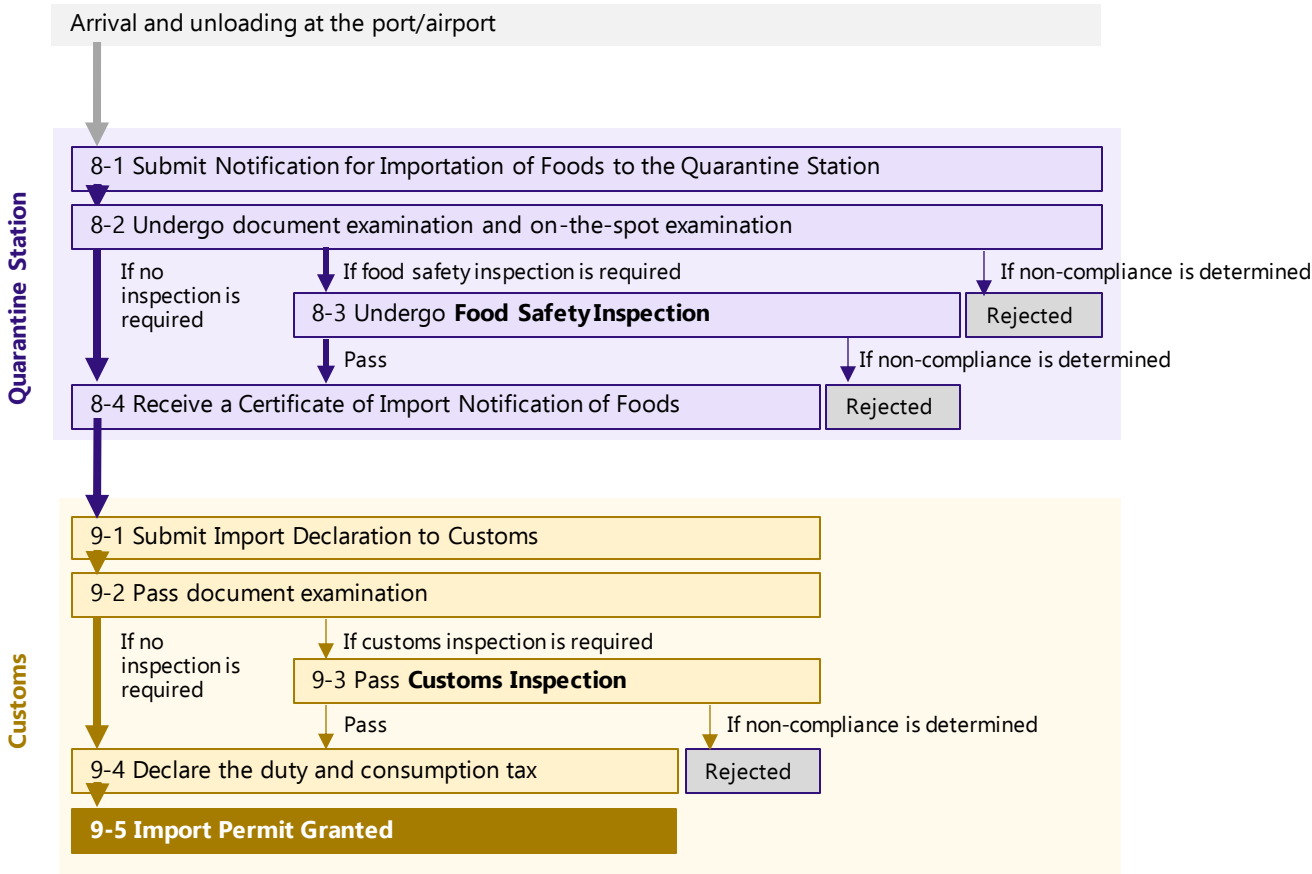 Arrival and unloading at the port/airport
Quarantine Station
8-1 Submit Notification for Importation of Foods to the Quarantine Station
8-2 Undergo document examination and on-the-spot examination
If no
inspection is
required
If food safety inspection is required
If non-compliance is determined
8-3 Undergo Food Safety Inspection
Rejected
Pass
If non-compliance is determined
8-4 Receive a Certificate of Import Notification of Foods
Rejected
Customs
9-1 Submit Import Declaration to Customs
9-2 Pass document examination
If no
inspection is
required
If customs inspection is required
9-3 Pass Customs Inspection
Pass
If non-compliance is determined
9-4 Declare the duty and consumption tax
Rejected
9-5 Import Permit Granted